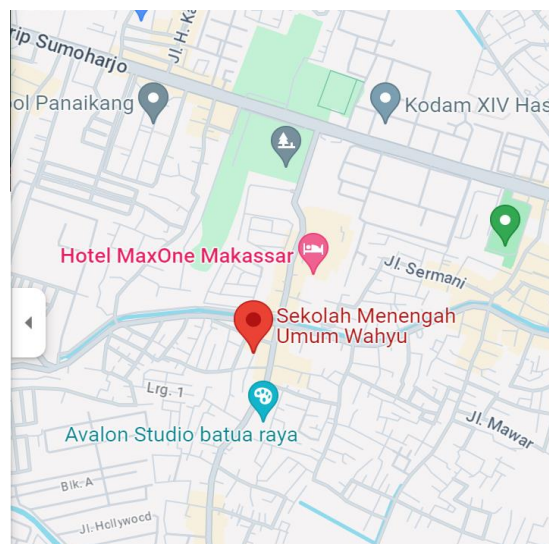 rip Sumoharjo
Jl. H. Ka
ol Panaikang
Kodam XIV Has
Hotel MaxOne Makassar
Jl. Sermani
Sekolah Menengah
Umum Wahyu
Lrg. 1
Avalon Studio batua raya
Jl. Mawar
Blk. A
Jl. Hollywood